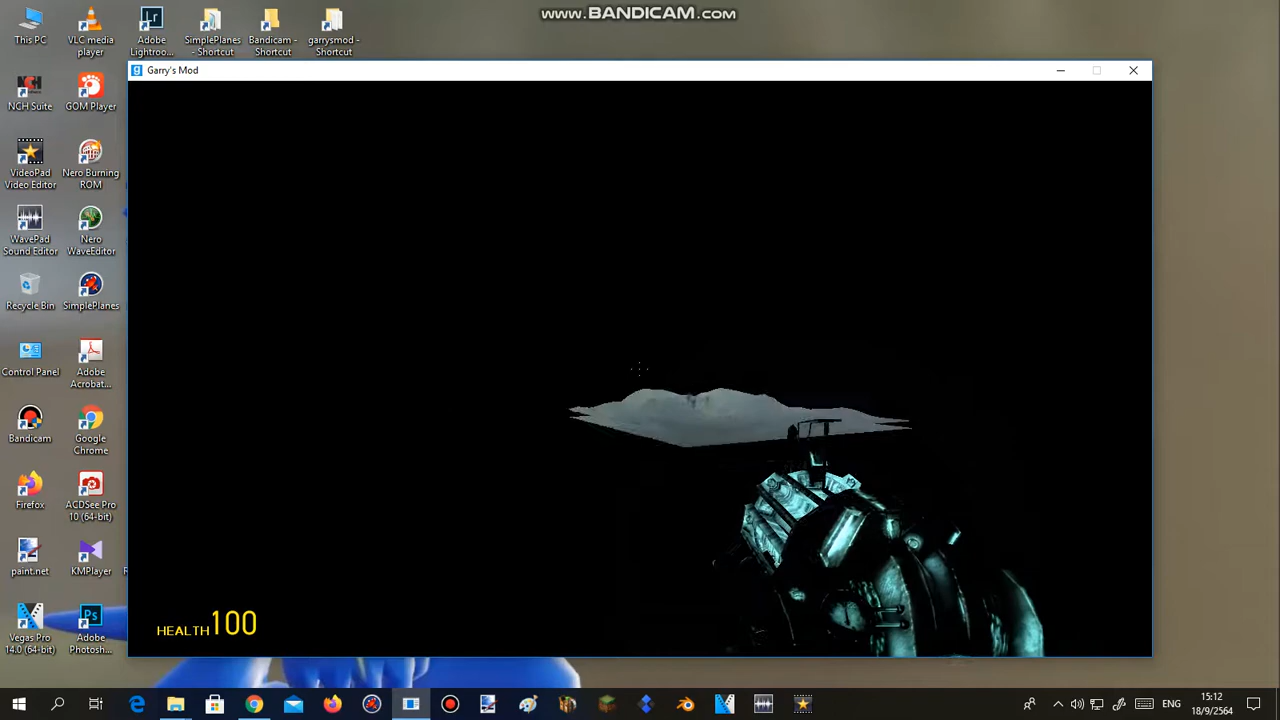 www.BANDICAM.com
This PC
VLC media
player
Adobe
Lightroo...
SimplePlanes
- Shortcut
Bandicam -
Shortcut
garrysmod -
Shortcut
Garry's Mod
NCH Suite
GOM Player
VideoPad
Video Editor
Nero Burning
ROM
WavePad
Sound Editor
Nero
WaveEditor
Recycle Bin
SimplePlanes
Control Panel
Adobe
Acrobat...
Bandicam
Google
Chrome
Firefox
ACDSee Pro
10 (64-bit)
paint.net
KMPlayer
Vegas Pro
14.0 (64-bit)
Adobe
Photosh...
HEALTH 100
ENG
15:12
18/9/2564